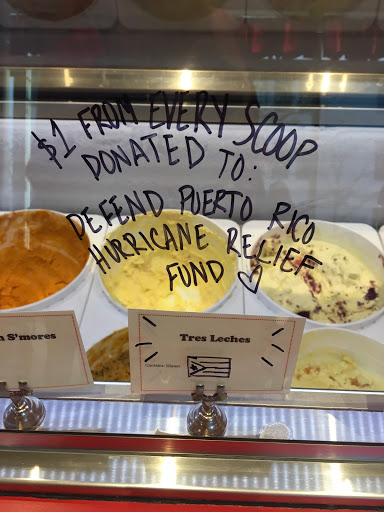 $1 FROM EVERY SCOOP
DONATED TO:
DEFEND PUERTO RICO
HURRICANE RELIEF
FUND
S'mores
Tres Leches